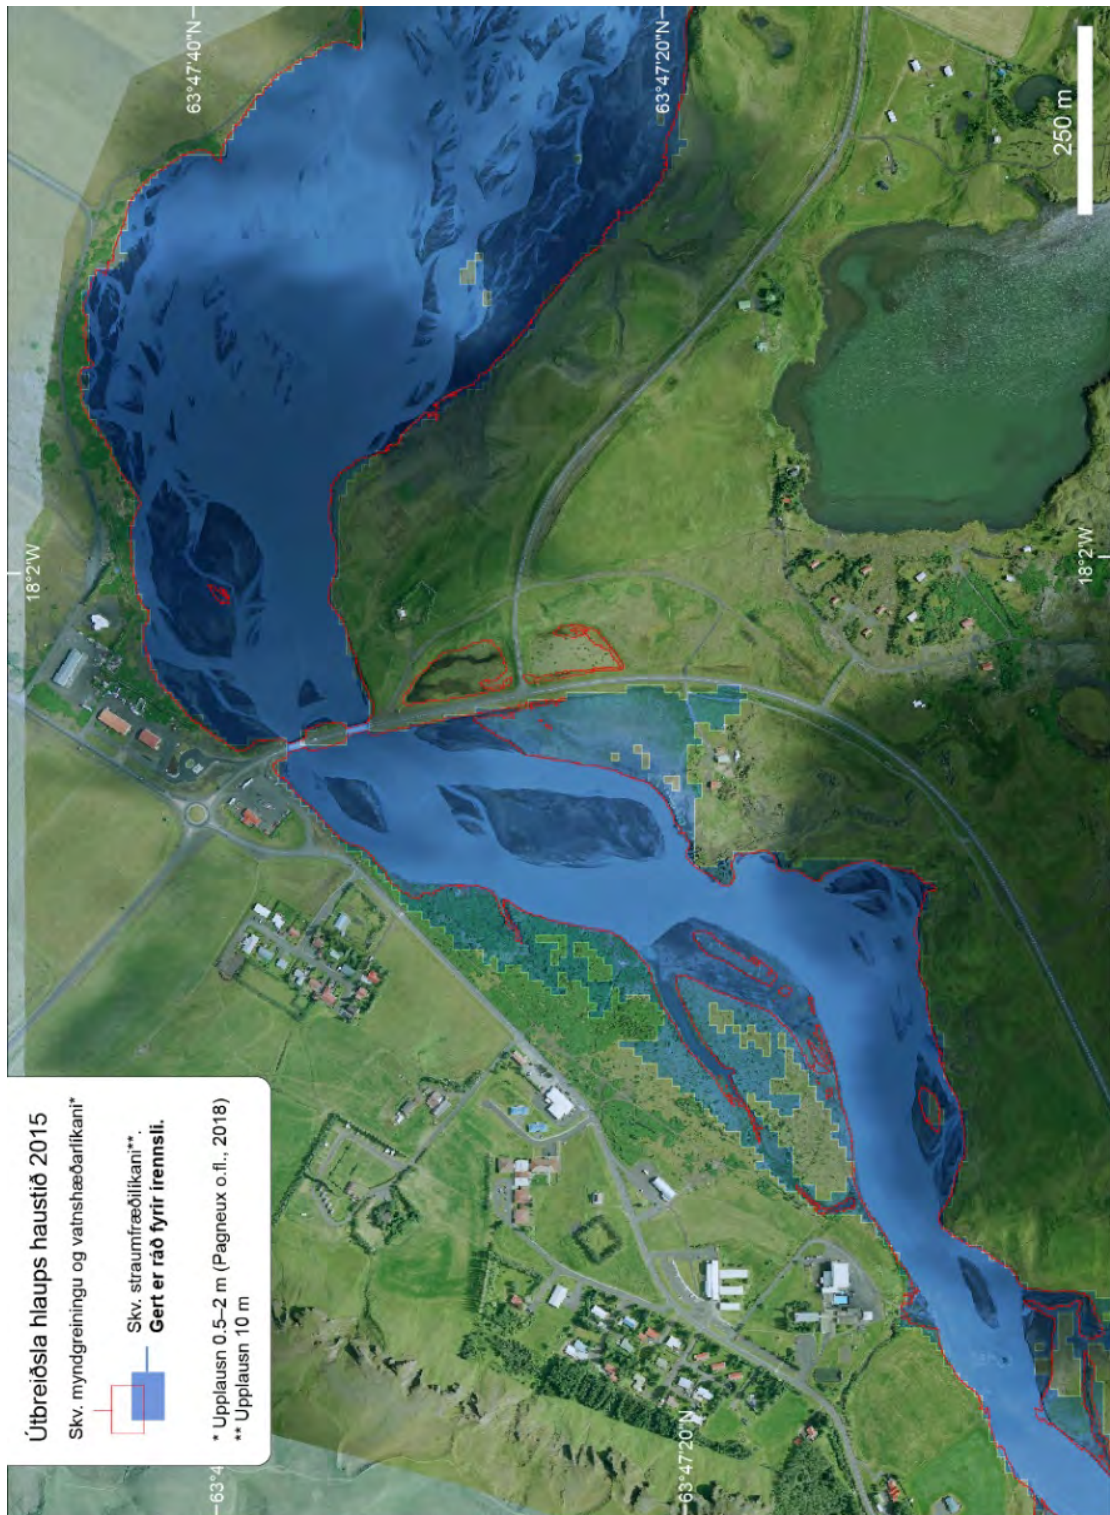 Útbreiðsla hlaups haustið 2015
Skv. myndgreiningu og vatnshæðarlíkani*
Skv. straumfræðilíkani**.
Gert er ráð fyrir írennsli.
* Upplausn 0.5–2 m (Pagneux o.fl., 2018)
** Upplausn 10 m
18°2'W
63°47'40"N
63°4
63°47'20"N
63°47'20"N
18°2'W
250 m